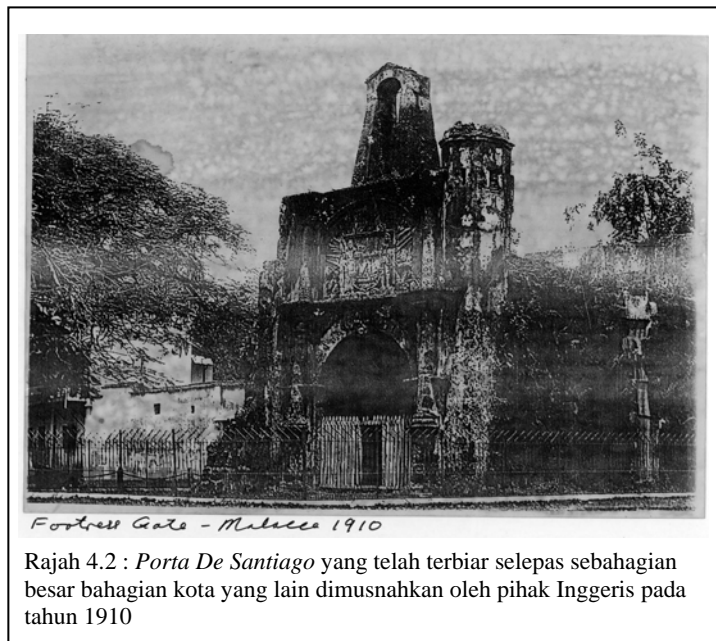 Fortress Gate - Malacca 1910
Rajah 4.2 : Porta De Santiago yang telah terbiar selepas sebahagian
besar bahagian kota yang lain dimusnahkan oleh pihak Inggeris pada
tahun 1910